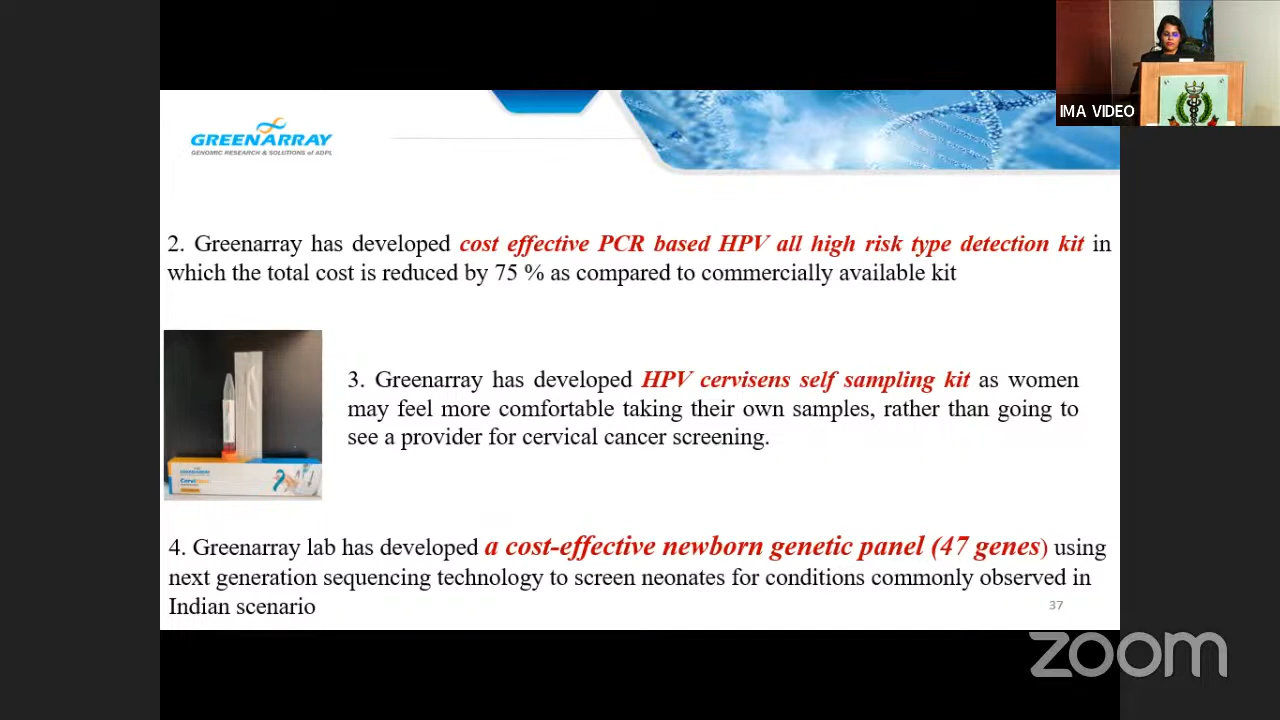 IMA VIDEO
GREENARRAY
GENOMIC RESEARCH & SOLUTIONS of ADPL
2. Greenarray has developed cost effective PCR based HPV all high risk type detection kit in
which the total cost is reduced by 75 % as compared to commercially available kit
3. Greenarray has developed HPV cervisens self sampling kit as women
may feel more comfortable taking their own samples, rather than going to
see a provider for cervical cancer screening.
GREENARRAY
4. Greenarray lab has developed a cost-effective newborn genetic panel (47 genes) using
next generation sequencing technology to screen neonates for conditions commonly observed in
Indian scenario
37
zoom